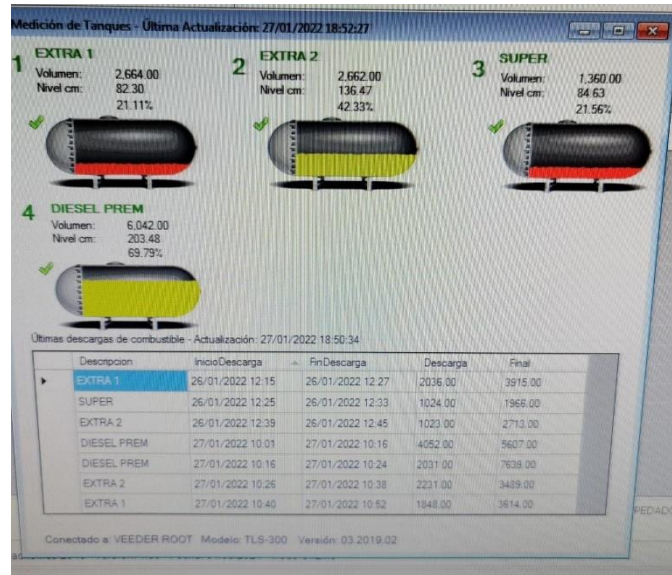 Medición de Tanques - Última Actualización: 27/01/2022 18:52:27
1 EXTRA 1
Volumen: 2,664.00
Nivel cm: 82.30
21.11%
2 EXTRA 2
Volumen: 2,662.00
Nivel cm: 136.47
42.33%
3 SUPER
Volumen: 1,360.00
Nivel cm: 84.63
21.56%
4 DIESEL PREM
Volumen: 6,042.00
Nivel cm: 203.48
69.79%
Últimas descargas de combustible - Actualización: 27/01/2022 18:50:34
Descripcion InicioDescarga FinDescarga Descarga Final
EXTRA 1 26/01/2022 12:15 26/01/2022 12:27 2036.00 3915.00
SUPER 26/01/2022 12:25 26/01/2022 12:33 1024.00 1966.00
EXTRA 2 26/01/2022 12:39 26/01/2022 12:45 1023.00 2713.00
DIESEL PREM 27/01/2022 10:01 27/01/2022 10:16 4052.00 5607.00
DIESEL PREM 27/01/2022 10:16 27/01/2022 10:24 2031.00 7639.00
EXTRA 2 27/01/2022 10:26 27/01/2022 10:38 2231.00 3489.00
EXTRA 1 27/01/2022 10:40 27/01/2022 10:52 1848.00 3614.00
Conectado a: VEEDER ROOT Modelo: TLS-300 Versión: 03.2019.02